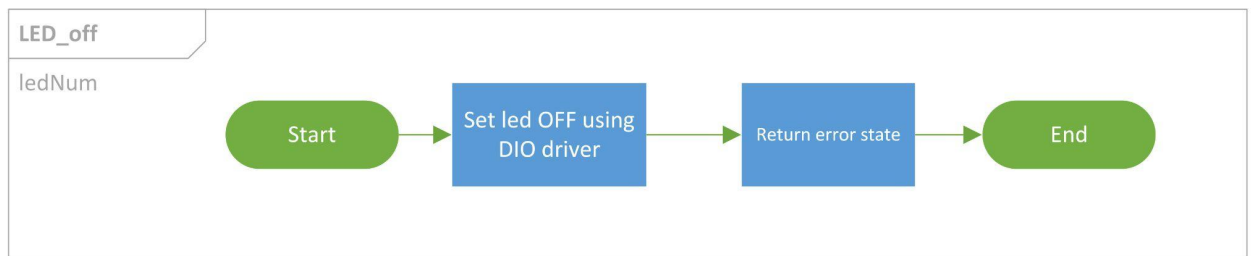 LED_off
ledNum
Start
Set led OFF using
DIO driver
Return error state
End